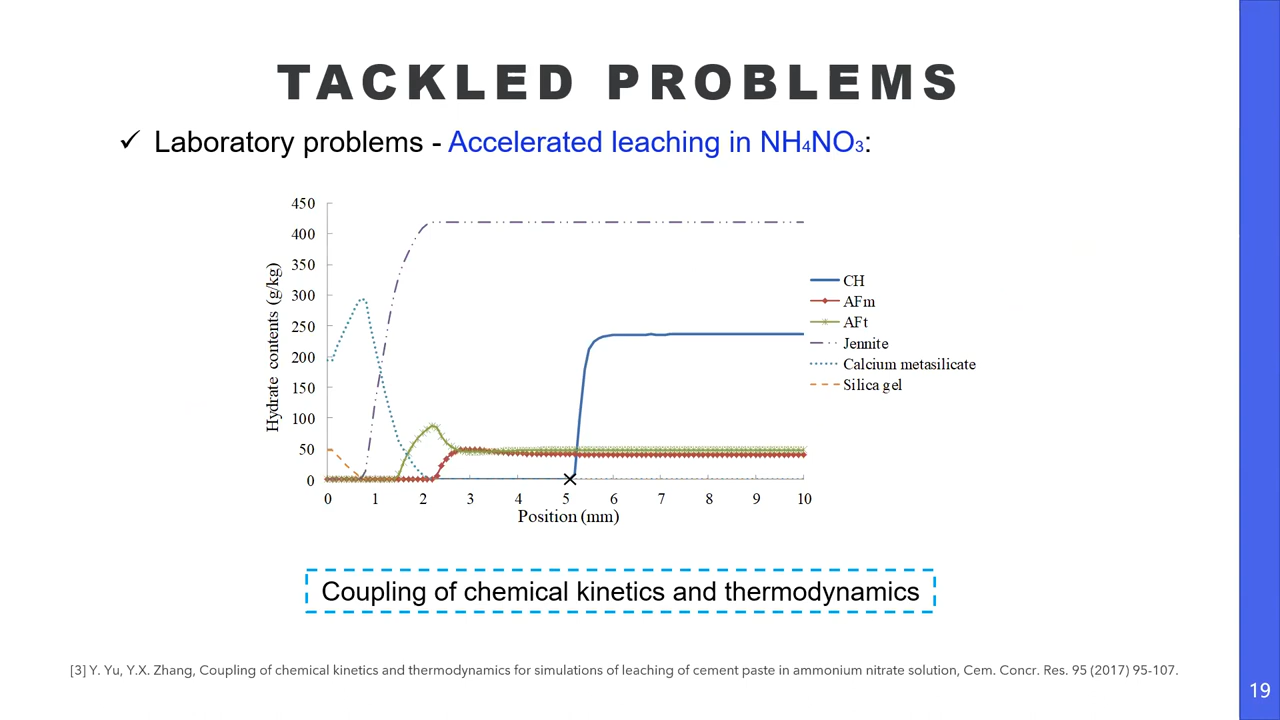 TACKLED PROBLEMS
✓ Laboratory problems - Accelerated leaching in NH₄NO₃:
450
400
350
300
250
200
150
100
50
0
Hydrate contents (g/kg)
0 1 2 3 4 5 6 7 8 9 10
Position (mm)
CH
AFm
AFt
Jennite
Calcium metasilicate
Silica gel
Coupling of chemical kinetics and thermodynamics
[3] Y. Yu, Y.X. Zhang, Coupling of chemical kinetics and thermodynamics for simulations of leaching of cement paste in ammonium nitrate solution, Cem. Concr. Res. 95 (2017) 95-107.
19